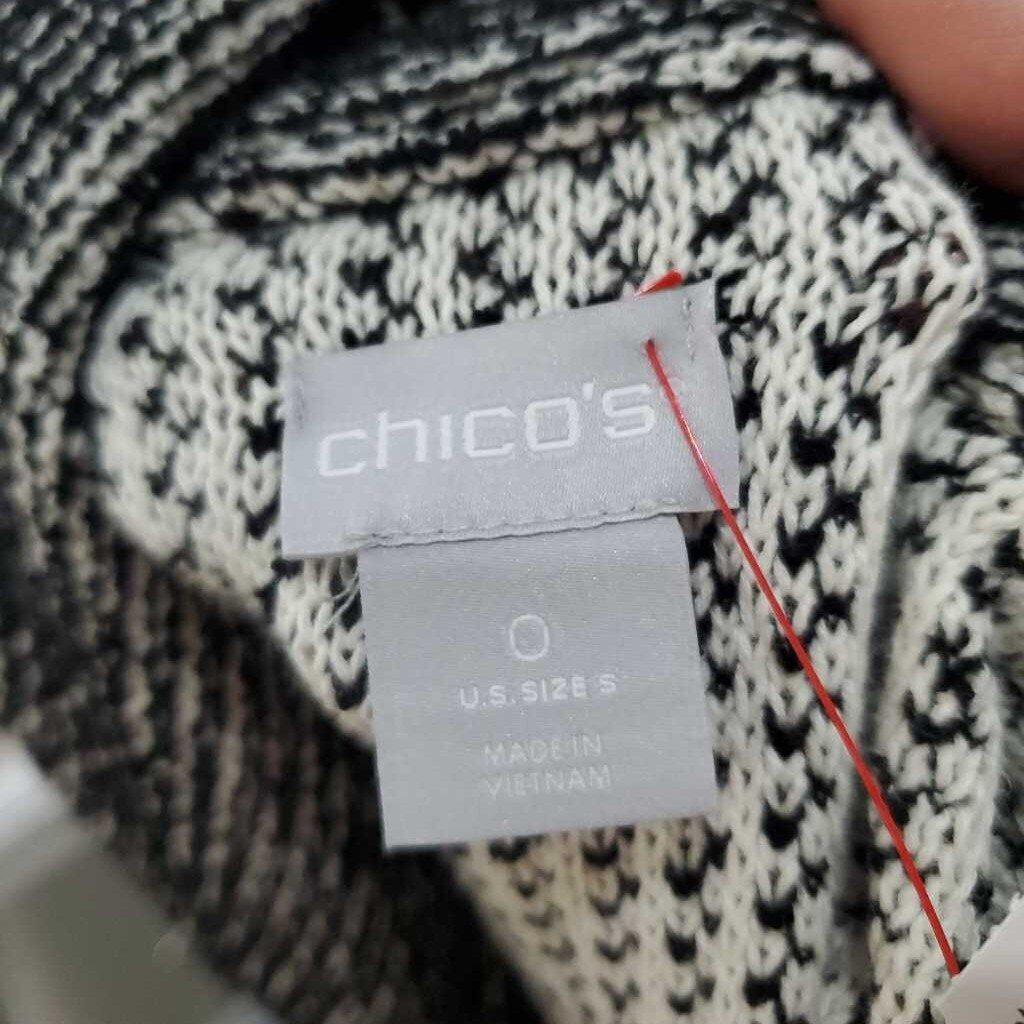 chico's
0
U.S. SIZE S
MADE IN
VIETNAM